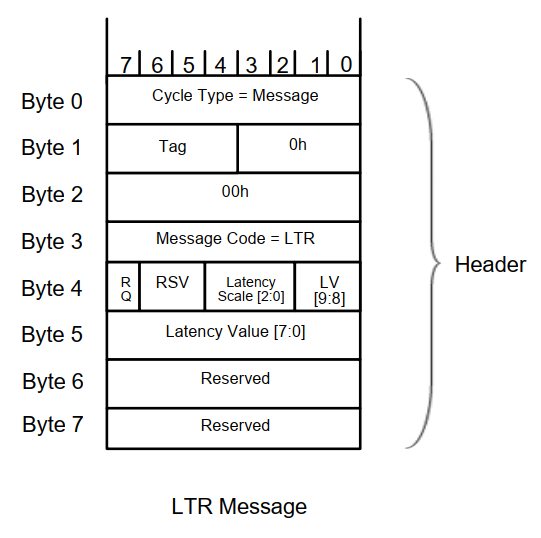 7 6 5 4 3 2 1 0
Byte 0 Cycle Type = Message
Byte 1 Tag 0h
Byte 2 00h
Byte 3 Message Code = LTR
Byte 4 R Q RSV Latency Scale [2:0] LV [9:8]
Header
Byte 5 Latency Value [7:0]
Byte 6 Reserved
Byte 7 Reserved
LTR Message